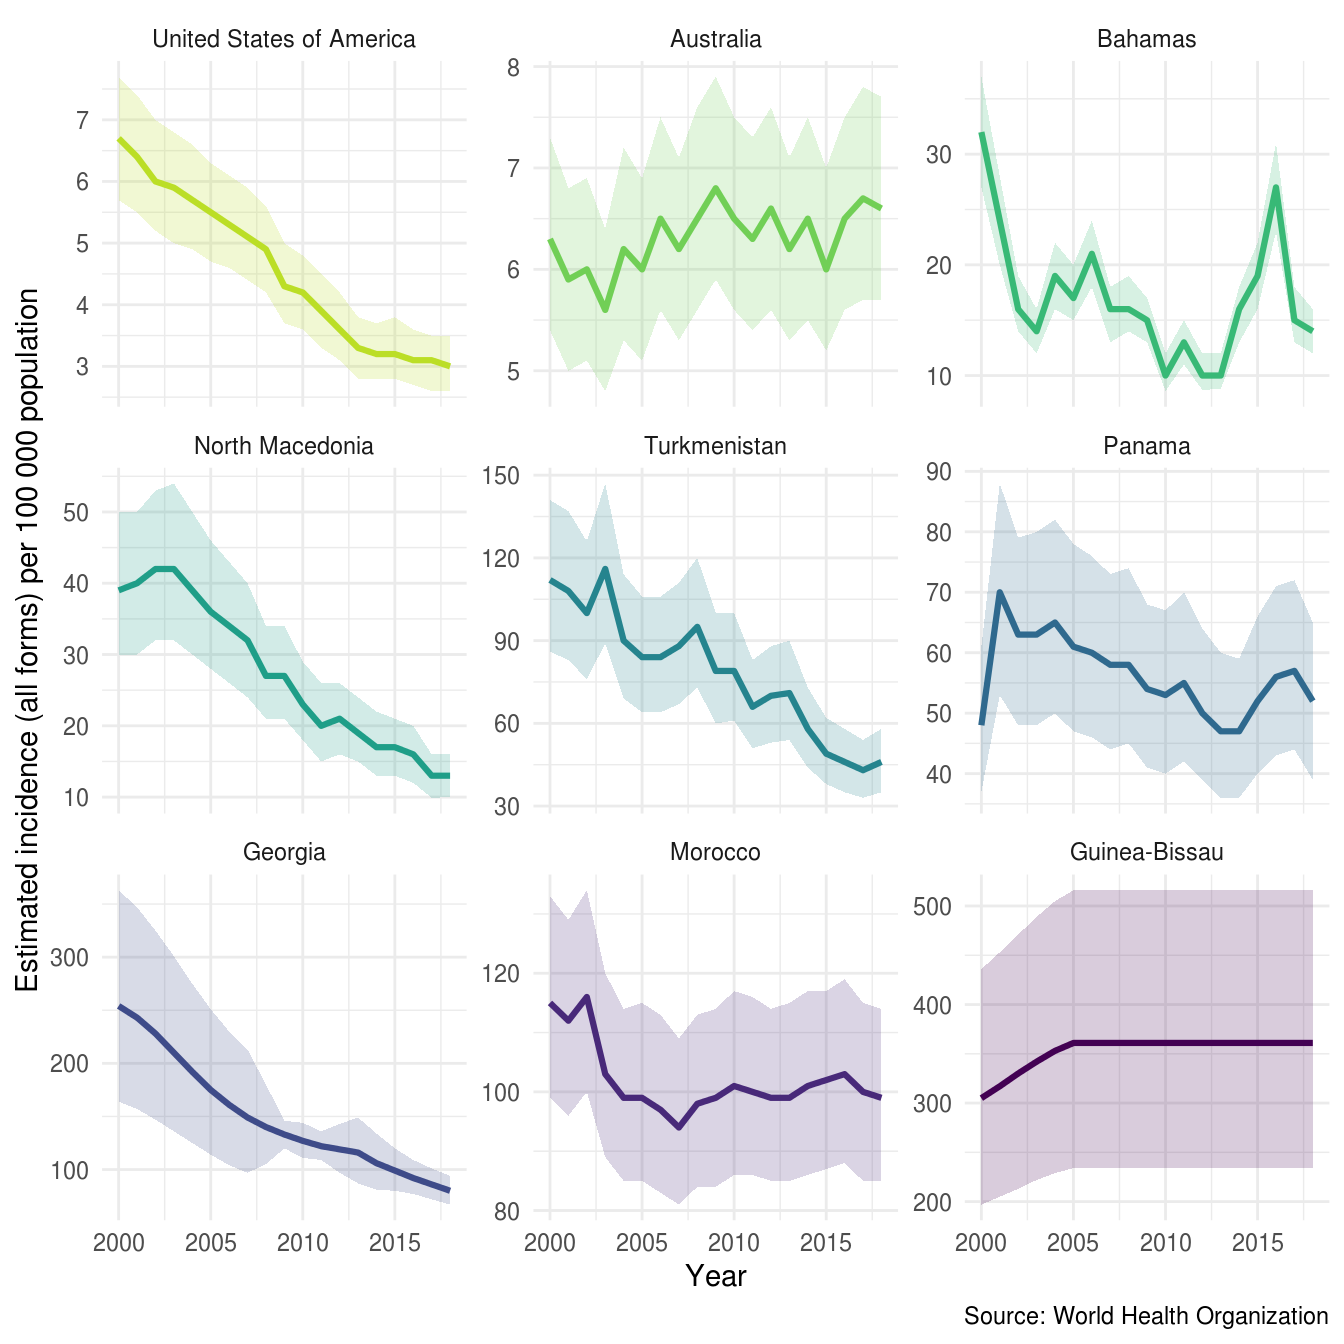 United States of America
Australia
Bahamas
7
6
5
4
3
8
7
6
5
30
20
10
North Macedonia
Turkmenistan
Panama
50
40
30
20
10
150
120
90
60
30
90
80
70
60
50
40
Georgia
Morocco
Guinea-Bissau
300
200
100
120
100
80
500
400
300
200
2000 2005 2010 2015
2000 2005 2010 2015
2000 2005 2010 2015
Estimated incidence (all forms) per 100 000 population
Year
Source: World Health Organization